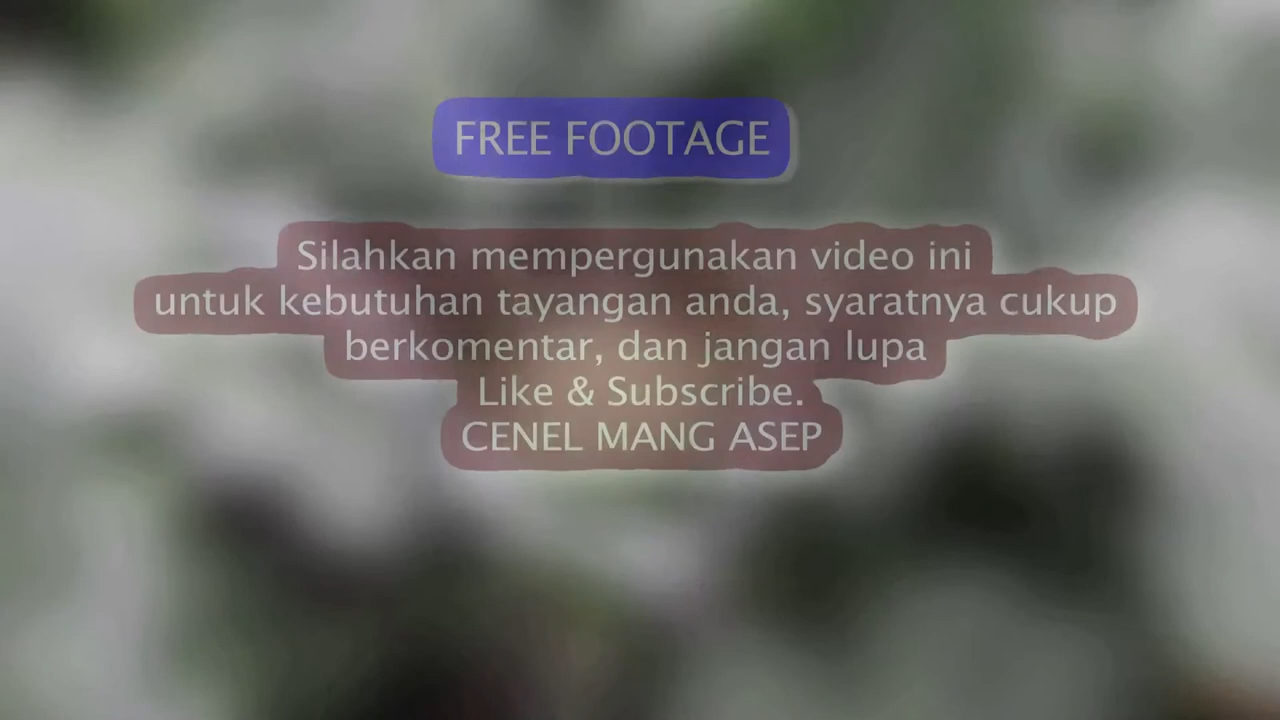 FREE FOOTAGE
Silahkan mempergunakan video ini
untuk kebutuhan tayangan anda, syaratnya cukup
berkomentar, dan jangan lupa
Like & Subscribe.
CENEL MANG ASEP